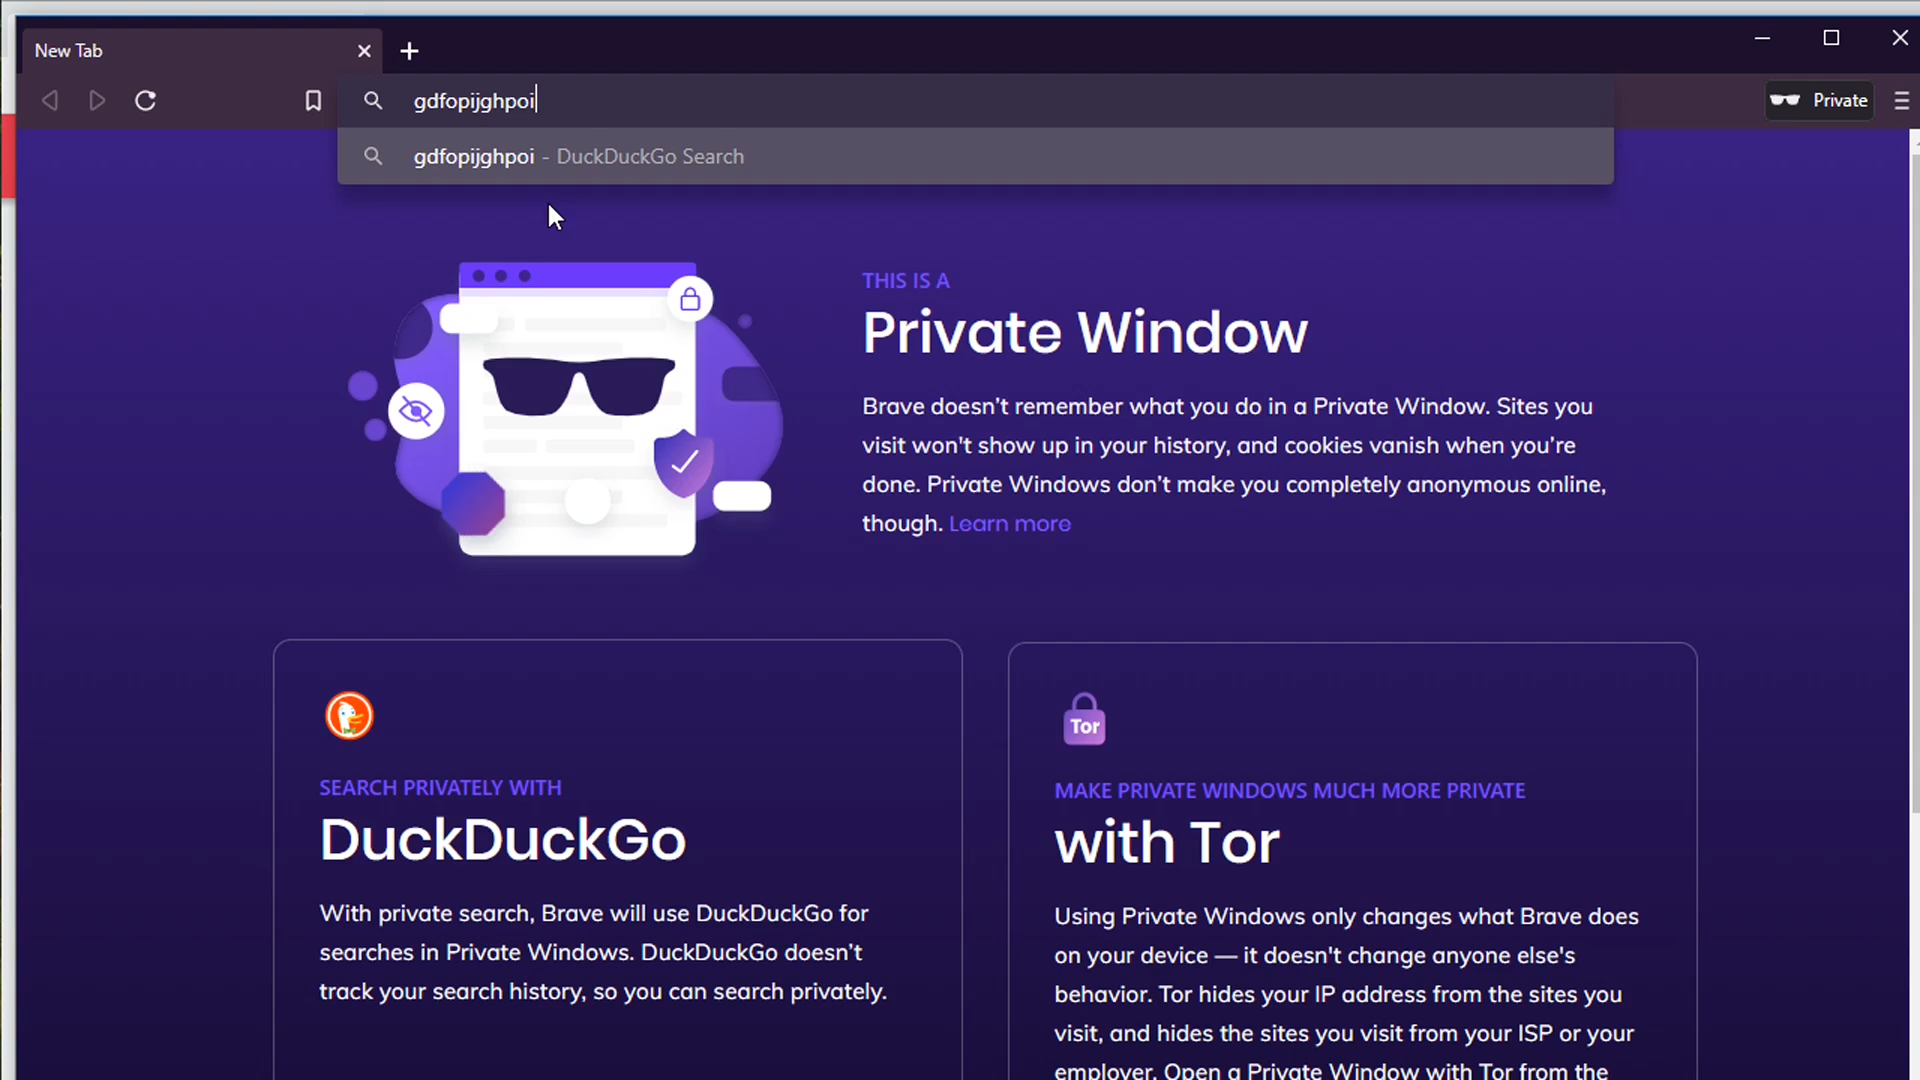 New Tab
gdfopijghpoi
Private
gdfopijghpoi - DuckDuckGo Search
THIS IS A
Private Window
Brave doesn’t remember what you do in a Private Window. Sites you
visit won't show up in your history, and cookies vanish when you’re
done. Private Windows don’t make you completely anonymous online,
though. Learn more
SEARCH PRIVATELY WITH
DuckDuckGo
With private search, Brave will use DuckDuckGo for
searches in Private Windows. DuckDuckGo doesn’t
track your search history, so you can search privately.
Tor
MAKE PRIVATE WINDOWS MUCH MORE PRIVATE
with Tor
Using Private Windows only changes what Brave does
on your device — it doesn't change anyone else's
behavior. Tor hides your IP address from the sites you
visit, and hides the sites you visit from your ISP or your
employer. Open a Private Window with Tor from the